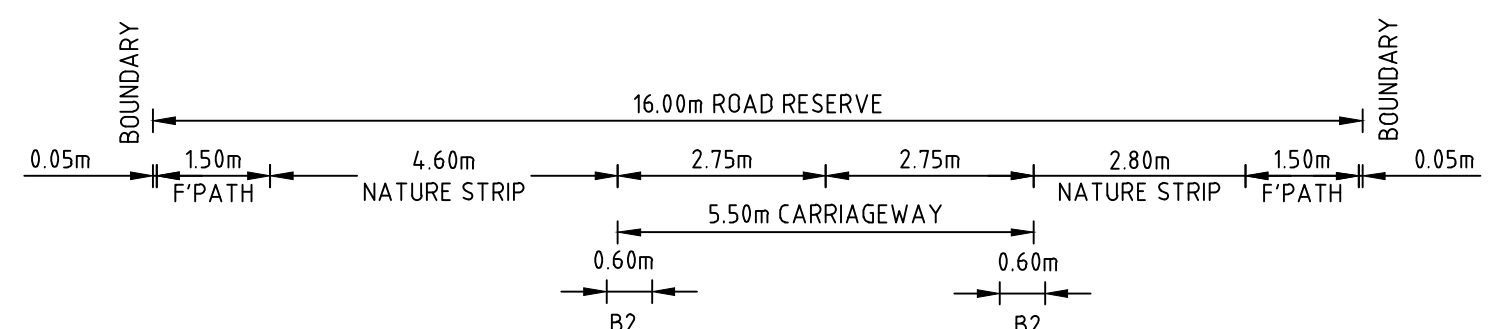 BOUNDARY
BOUNDARY
16.00m ROAD RESERVE
0.05m 1.50m 4.60m 2.75m 2.75m 2.80m 1.50m 0.05m
F'PATH NATURE STRIP NATURE STRIP F'PATH
5.50m CARRIAGEWAY
0.60m 0.60m
B2 B2